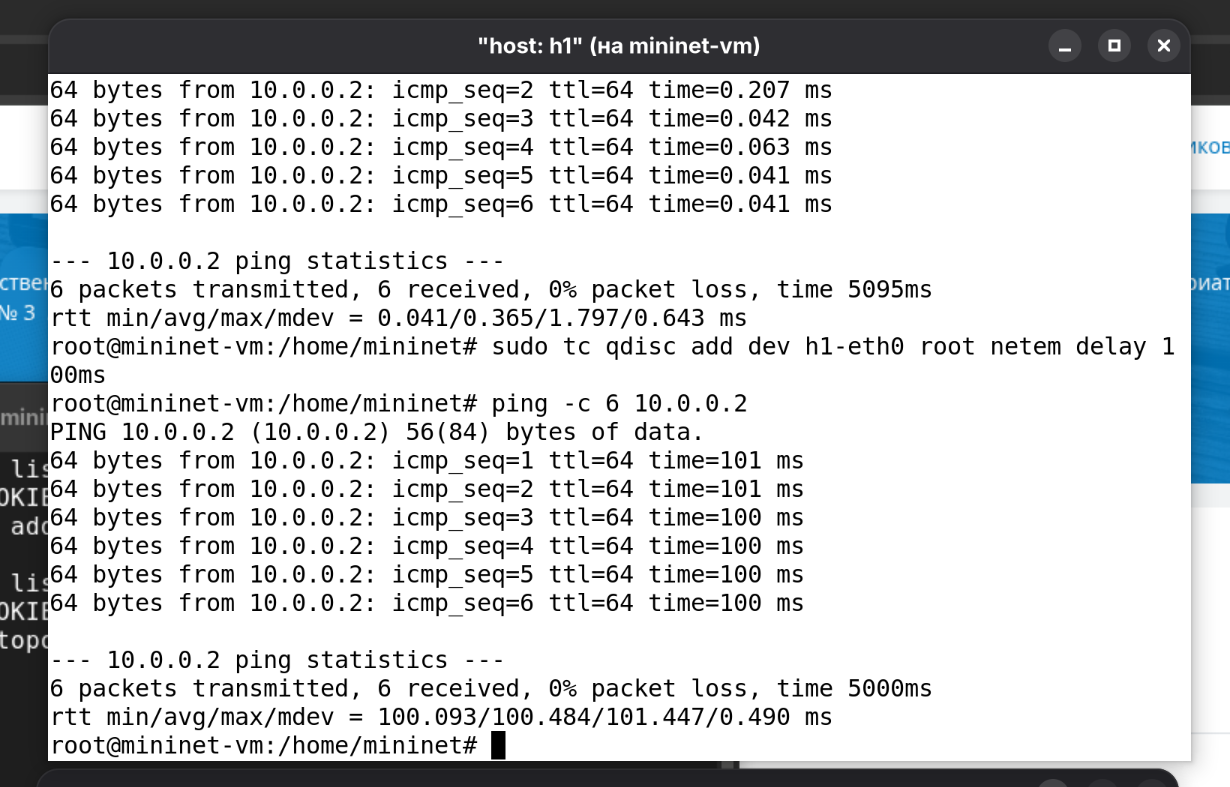 "host: h1" (на mininet-vm)
64 bytes from 10.0.0.2: icmp_seq=2 ttl=64 time=0.207 ms
64 bytes from 10.0.0.2: icmp_seq=3 ttl=64 time=0.042 ms
64 bytes from 10.0.0.2: icmp_seq=4 ttl=64 time=0.063 ms
64 bytes from 10.0.0.2: icmp_seq=5 ttl=64 time=0.041 ms
64 bytes from 10.0.0.2: icmp_seq=6 ttl=64 time=0.041 ms
--- 10.0.0.2 ping statistics ---
6 packets transmitted, 6 received, 0% packet loss, time 5095ms
rtt min/avg/max/mdev = 0.041/0.365/1.797/0.643 ms
root@mininet-vm:/home/mininet# sudo tc qdisc add dev h1-eth0 root netem delay 1
00ms
root@mininet-vm:/home/mininet# ping -c 6 10.0.0.2
PING 10.0.0.2 (10.0.0.2) 56(84) bytes of data.
64 bytes from 10.0.0.2: icmp_seq=1 ttl=64 time=101 ms
64 bytes from 10.0.0.2: icmp_seq=2 ttl=64 time=101 ms
64 bytes from 10.0.0.2: icmp_seq=3 ttl=64 time=100 ms
64 bytes from 10.0.0.2: icmp_seq=4 ttl=64 time=100 ms
64 bytes from 10.0.0.2: icmp_seq=5 ttl=64 time=100 ms
64 bytes from 10.0.0.2: icmp_seq=6 ttl=64 time=100 ms
--- 10.0.0.2 ping statistics ---
6 packets transmitted, 6 received, 0% packet loss, time 5000ms
rtt min/avg/max/mdev = 100.093/100.484/101.447/0.490 ms
root@mininet-vm:/home/mininet#
№ 3